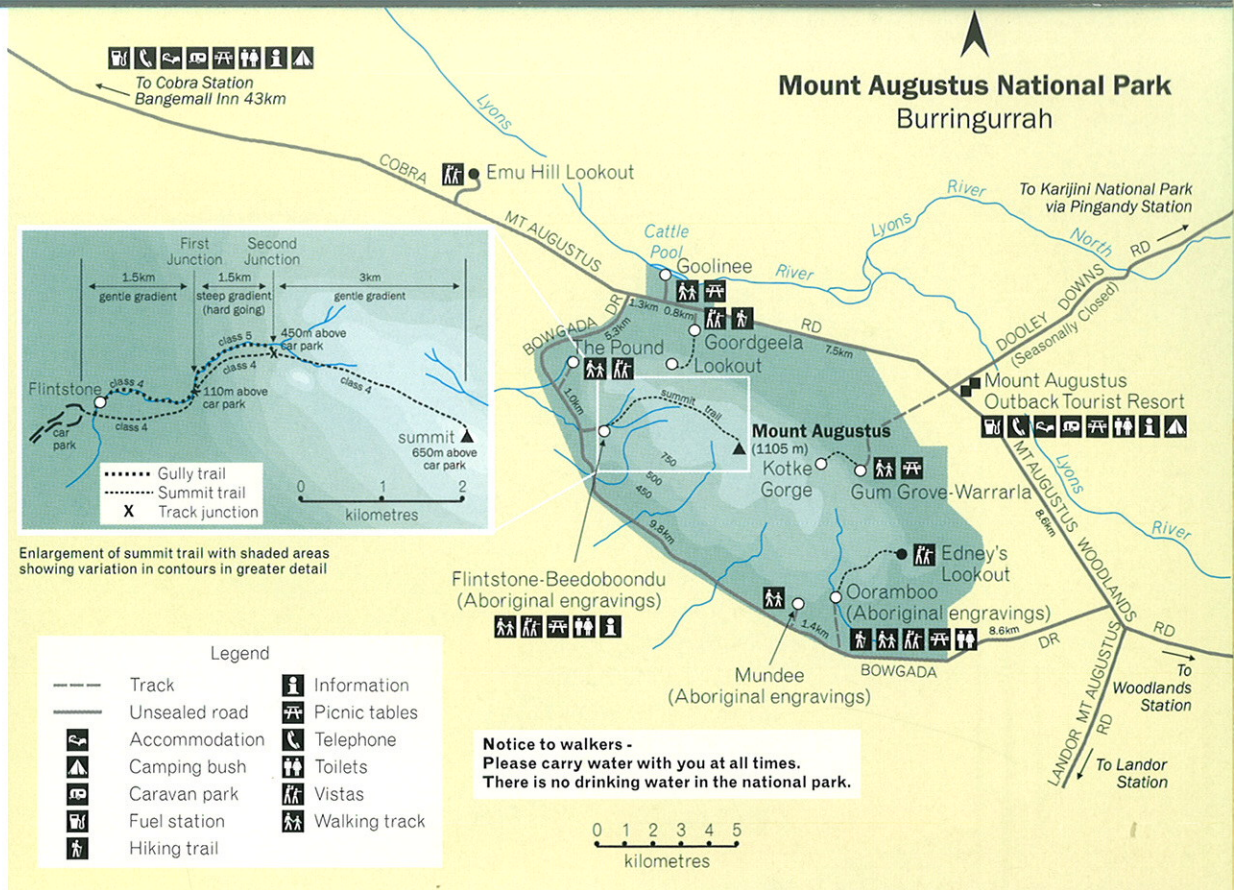 Mount Augustus National Park
Burringurrah
To Cobra Station
Bangemall Inn 43km
Lyons
COBRA
Emu Hill Lookout
MT AUGUSTUS
River
To Karijini National Park
via Pingandy Station
Lyons
North
RD
DOOLEY DOWNS
(Seasonally Closed)
Cattle
Pool
Goolinee
River
BOWGADA DR
1.3km
0.8km
5.3km
RD
7.5km
Goordgeela
Lookout
The Pound
1.0km
summit trail
Mount Augustus
(1105 m)
Mount Augustus
Outback Tourist Resort
Kotke
Gorge
Gum Grove-Warrarla
750
500
450
9.8km
MT AUGUSTUS WOODLANDS
8.6km
Lyons
River
Edney's
Lookout
Flintstone-Beedoboondu
(Aboriginal engravings)
Ooramboo
(Aboriginal engravings)
1.4km
8.6km
DR
BOWGADA
RD
Mundee
(Aboriginal engravings)
To
Woodlands
Station
LANDOR MT AUGUSTUS
RD
To Landor
Station
First
Junction
Second
Junction
1.5km
gentle gradient
1.5km
steep gradient
(hard going)
3km
gentle gradient
class 5
450m above
car park
class 4
X
Flintstone
class 4
X
110m above
car park
class 4
class 4
car
park
summit
650m above
car park
Gully trail
Summit trail
X Track junction
0 1 2
kilometres
Enlargement of summit trail with shaded areas
showing variation in contours in greater detail
Legend
Track
Unsealed road
Accommodation
Camping bush
Caravan park
Fuel station
Hiking trail
Information
Picnic tables
Telephone
Toilets
Vistas
Walking track
Notice to walkers -
Please carry water with you at all times.
There is no drinking water in the national park.
0 1 2 3 4 5
kilometres